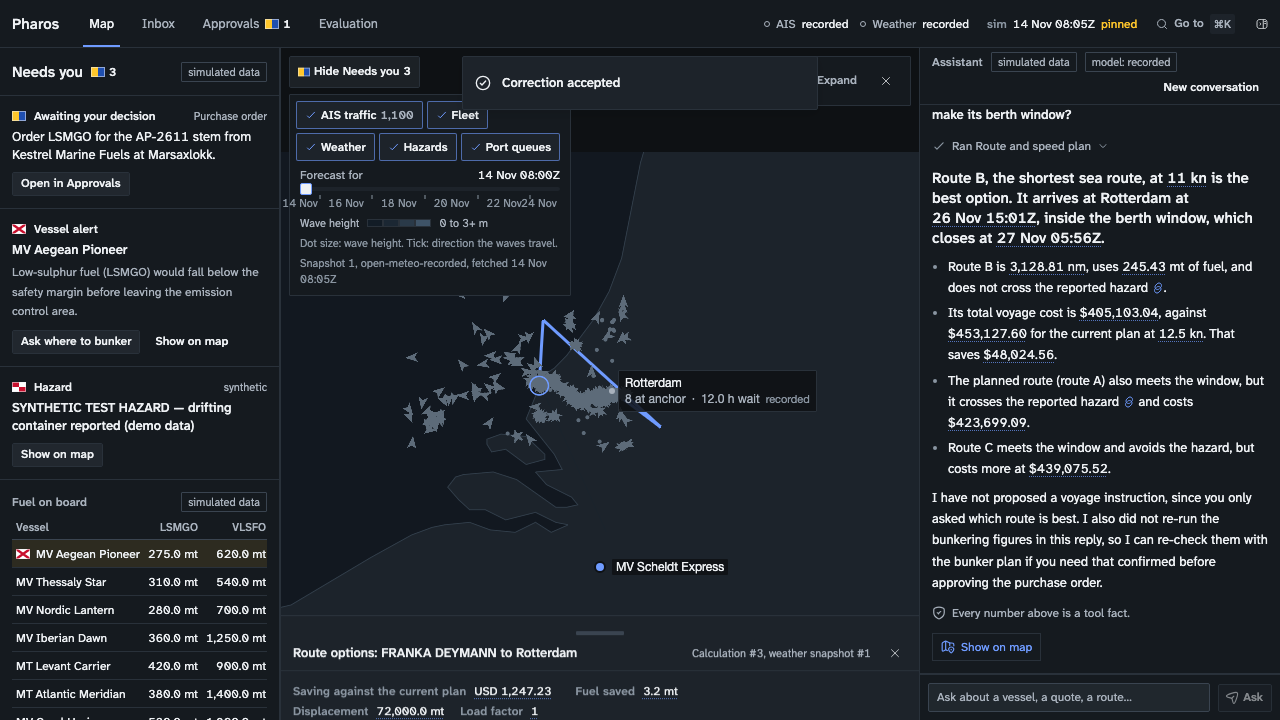 Pharos
Map
Inbox
Approvals 1
Evaluation
AIS recorded
Weather recorded
sim 14 Nov 08:05Z pinned
Go to ⌘K
Needs you 3
simulated data
Awaiting your decision
Purchase order
Order LSMGO for the AP-2611 stem from
Kestrel Marine Fuels at Marsaxlokk.
Open in Approvals
Vessel alert
MV Aegean Pioneer
Low-sulphur fuel (LSMGO) would fall below the
safety margin before leaving the emission
control area.
Ask where to bunker
Show on map
Hazard
synthetic
SYNTHETIC TEST HAZARD — drifting
container reported (demo data)
Show on map
Fuel on board
simulated data
Vessel LSMGO VLSFO
MV Aegean Pioneer 275.0 mt 620.0 mt
MV Thessaly Star 310.0 mt 540.0 mt
MV Nordic Lantern 280.0 mt 700.0 mt
MV Iberian Dawn 360.0 mt 1,250.0 mt
MT Levant Carrier 420.0 mt 900.0 mt
MT Atlantic Meridian 380.0 mt 1,400.0 mt
Hide Needs you 3
Correction accepted
Expand
AIS traffic 1,100
Fleet
Weather
Hazards
Port queues
Forecast for
14 Nov 08:00Z
14 Nov 16 Nov 18 Nov 20 Nov 22 Nov 24 Nov
Wave height 0 to 3+ m
Dot size: wave height. Tick: direction the waves travel.
Snapshot 1, open-meteo-recorded, fetched 14 Nov
08:05Z
Rotterdam
8 at anchor · 12.0 h wait recorded
MV Scheldt Express
Route options: FRANKA DEYMANN to Rotterdam
Calculation #3, weather snapshot #1
Saving against the current plan USD 1,247.23
Fuel saved 3.2 mt
Displacement 72,000.0 mt
Load factor 1
Assistant
simulated data
model: recorded
New conversation
make its berth window?
Ran Route and speed plan
Route B, the shortest sea route, at 11 kn is the
best option. It arrives at Rotterdam at
26 Nov 15:01Z, inside the berth window, which
closes at 27 Nov 05:56Z.
• Route B is 3,128.81 nm, uses 245.43 mt of fuel, and
does not cross the reported hazard.
• Its total voyage cost is $405,103.04, against
$453,127.60 for the current plan at 12.5 kn. That
saves $48,024.56.
• The planned route (route A) also meets the window, but
it crosses the reported hazard and costs
$423,699.09.
• Route C meets the window and avoids the hazard, but
costs more at $439,075.52.
I have not proposed a voyage instruction, since you only
asked which route is best. I also did not re-run the
bunkering figures in this reply, so I can re-check them with
the bunker plan if you need that confirmed before
approving the purchase order.
Every number above is a tool fact.
Show on map
Ask about a vessel, a quote, a route...
Ask